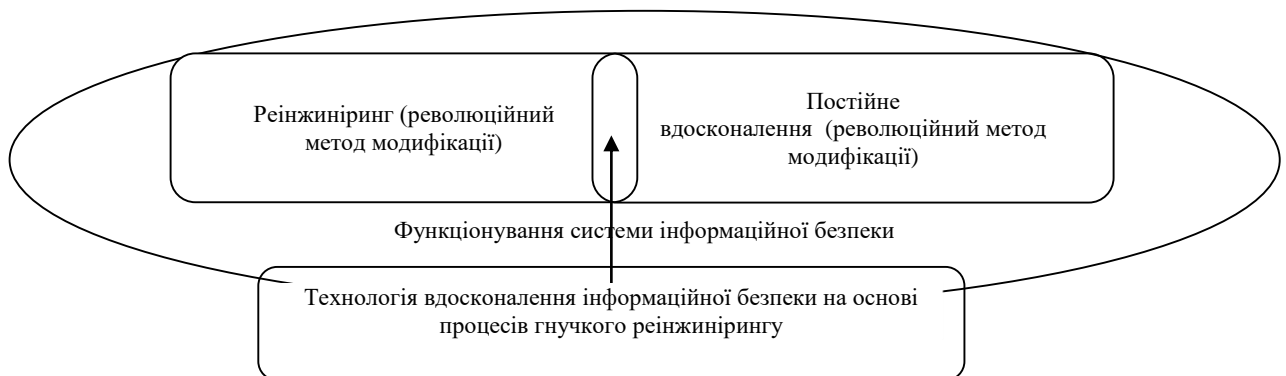 Реінжиніринг (революційний
метод модифікації)
Постійне
вдосконалення (революційний метод
модифікації)
Функціонування системи інформаційної безпеки
Технологія вдосконалення інформаційної безпеки на основі
процесів гнучкого реінжинірингу